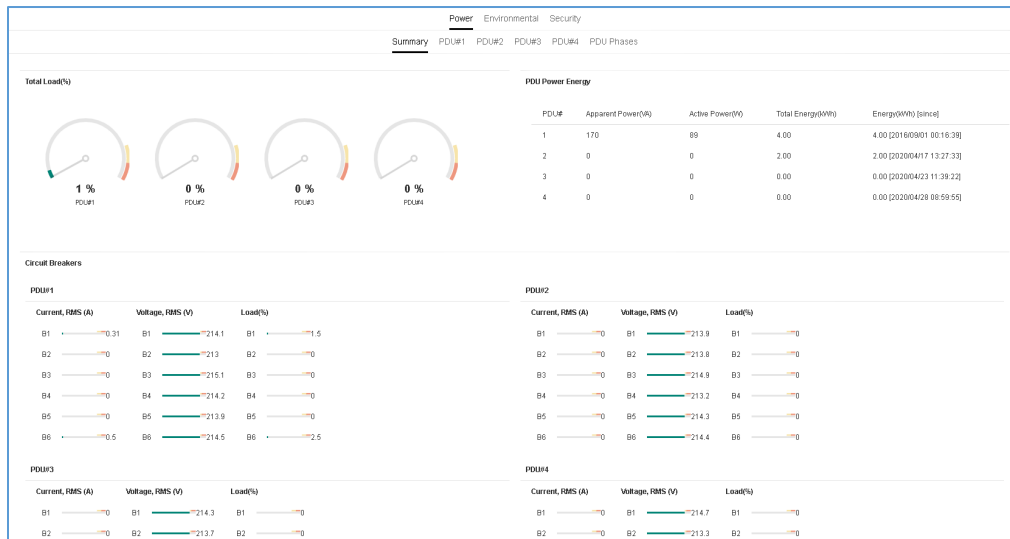 Power Environmental Security
Summary PDU#1 PDU#2 PDU#3 PDU#4 PDU Phases
Total Load(%)
1 %
PDU#1
0 %
PDU#2
0 %
PDU#3
0 %
PDU#4
PDU Power Energy
PDU# Apparent Power(VA) Active Power(W) Total Energy(kWh) Energy(kWh) [since]
1 170 89 4.00 4.00 [2016/09/01 00:16:39]
2 0 0 2.00 2.00 [2020/04/17 13:27:33]
3 0 0 0.00 0.00 [2020/04/23 11:39:22]
4 0 0 0.00 0.00 [2020/04/28 08:59:55]
Circuit Breakers
PDU#1
Current, RMS (A) Voltage, RMS (V) Load(%)
B1 0.31 B1 214.1 B1 1.5
B2 0 B2 213 B2 0
B3 0 B3 215.1 B3 0
B4 0 B4 214.2 B4 0
B5 0 B5 213.9 B5 0
B6 0.5 B6 214.5 B6 2.5
PDU#2
Current, RMS (A) Voltage, RMS (V) Load(%)
B1 0 B1 213.9 B1 0
B2 0 B2 213.8 B2 0
B3 0 B3 214.9 B3 0
B4 0 B4 213.2 B4 0
B5 0 B5 214.3 B5 0
B6 0 B6 214.4 B6 0
PDU#3
Current, RMS (A) Voltage, RMS (V) Load(%)
B1 0 B1 214.3 B1 0
B2 0 B2 213.7 B2 0
PDU#4
Current, RMS (A) Voltage, RMS (V) Load(%)
B1 0 B1 214.7 B1 0
B2 0 B2 213.3 B2 0